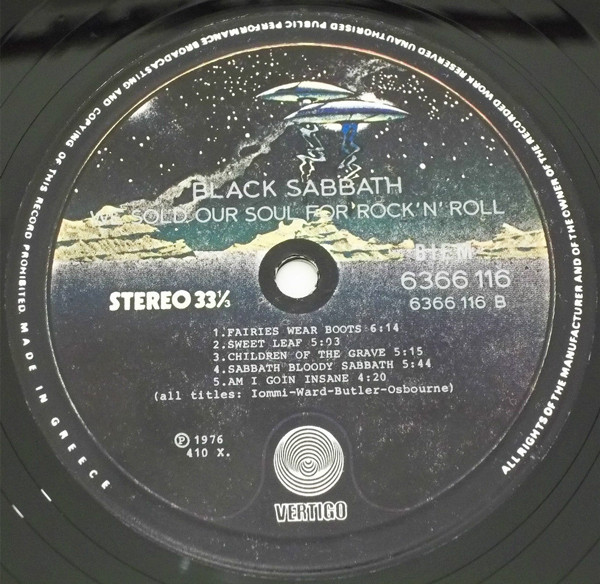 ALL RIGHTS OF THE MANUFACTURER AND OF THE OWNER OF THE RECORDED WORK RESERVED UNAUTHORISED PUBLIC PERFORMANCE BROADCASTING AND COPYING OF THIS RECORD PROHIBITED. MADE IN GREECE
BLACK SABBATH
WE SOLD OUR SOUL FOR ROCK 'N' ROLL
BIEM
6366 116
STEREO 33⅓
6366 116 B
1.FAIRIES WEAR BOOTS 6:14
2.SWEET LEAF 5:03
3.CHILDREN OF THE GRAVE 5:15
4.SABBATH BLOODY SABBATH 5:44
5.AM I GOIN INSANE 4:20
(all titles: Iommi-Ward-Butler-Osbourne)
Ⓟ 1976
410 X.
VERTIGO